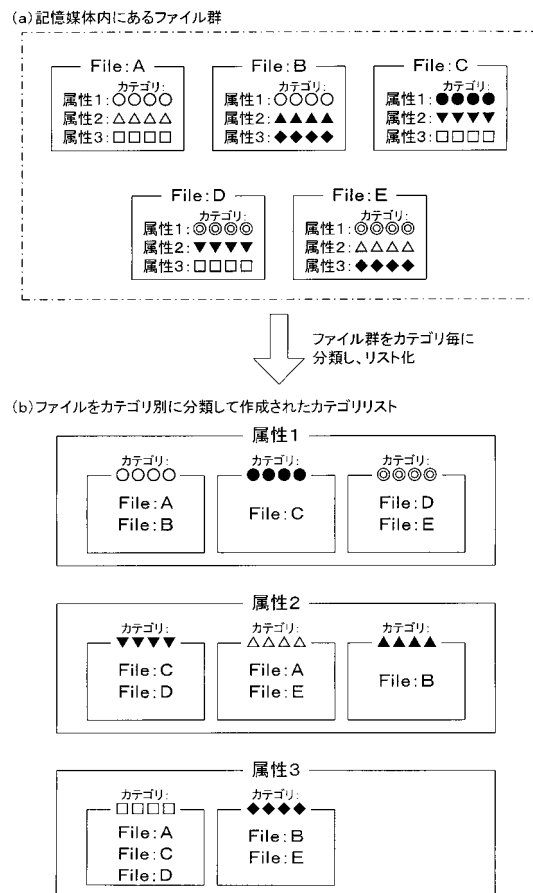 (a)記憶媒体内にあるファイル群
File:A
カテゴリ:
属性1:○○○○
属性2:△△△△
属性3:□□□□
File:B
カテゴリ:
属性1:○○○○
属性2:▲▲▲▲
属性3:◆◆◆◆
File:C
カテゴリ:
属性1:●●●●
属性2:▼▼▼▼
属性3:□□□□
File:D
カテゴリ:
属性1:◎◎◎◎
属性2:▼▼▼▼
属性3:□□□□
File:E
カテゴリ:
属性1:◎◎◎◎
属性2:△△△△
属性3:◆◆◆◆
ファイル群をカテゴリ毎に
分類し、リスト化
(b)ファイルをカテゴリ別に分類して作成されたカテゴリリスト
属性1
カテゴリ:
○○○○
File:A
File:B
カテゴリ:
●●●●
File:C
カテゴリ:
◎◎◎◎
File:D
File:E
属性2
カテゴリ:
▼▼▼▼
File:C
File:D
カテゴリ:
△△△△
File:A
File:E
カテゴリ:
▲▲▲▲
File:B
属性3
カテゴリ:
□□□□
File:A
File:C
File:D
カテゴリ:
◆◆◆◆
File:B
File:E